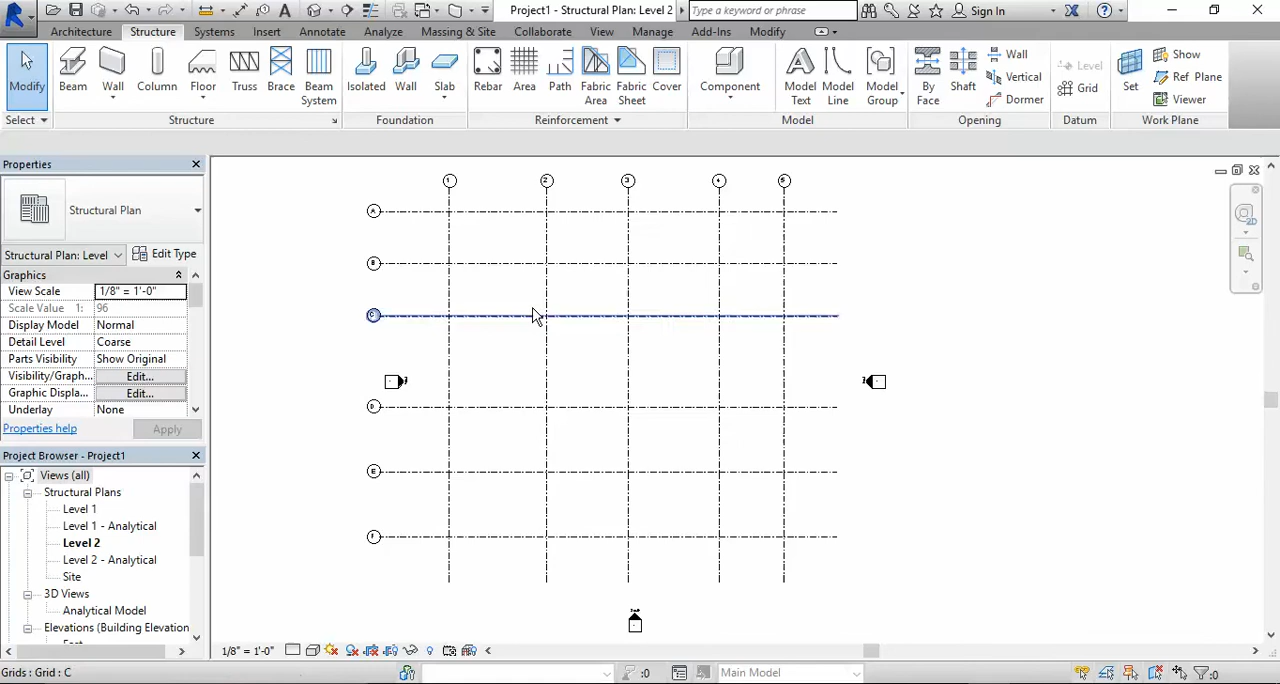 Project1 - Structural Plan: Level 2
Type a keyword or phrase
Sign In
Architecture Structure Systems Insert Annotate Analyze Massing & Site Collaborate View Manage Add-Ins Modify
Modify
Beam
Wall
Column
Floor
Truss
Brace
Beam System
Isolated
Wall
Slab
Rebar
Area
Path
Fabric Area
Fabric Sheet
Cover
Component
Model Text
Model Line
Model Group
By Face
Shaft
Wall
Vertical
Dormer
Level
Grid
Set
Show
Ref Plane
Viewer
Select
Structure
Foundation
Reinforcement
Model
Opening
Datum
Work Plane
Properties
Structural Plan
Structural Plan: Level
Edit Type
Graphics
View Scale 1/8" = 1'-0"
Scale Value 1: 96
Display Model Normal
Detail Level Coarse
Parts Visibility Show Original
Visibility/Graph... Edit...
Graphic Displa... Edit...
Underlay None
Properties help
Apply
Project Browser - Project1
Views (all)
Structural Plans
Level 1
Level 1 - Analytical
Level 2
Level 2 - Analytical
Site
3D Views
Analytical Model
Elevations (Building Elevation
1 2 3 4 5
A
B
C
D
E
F
2D
1/8" = 1'-0"
Grids : Grid : C
:0
Main Model
:0